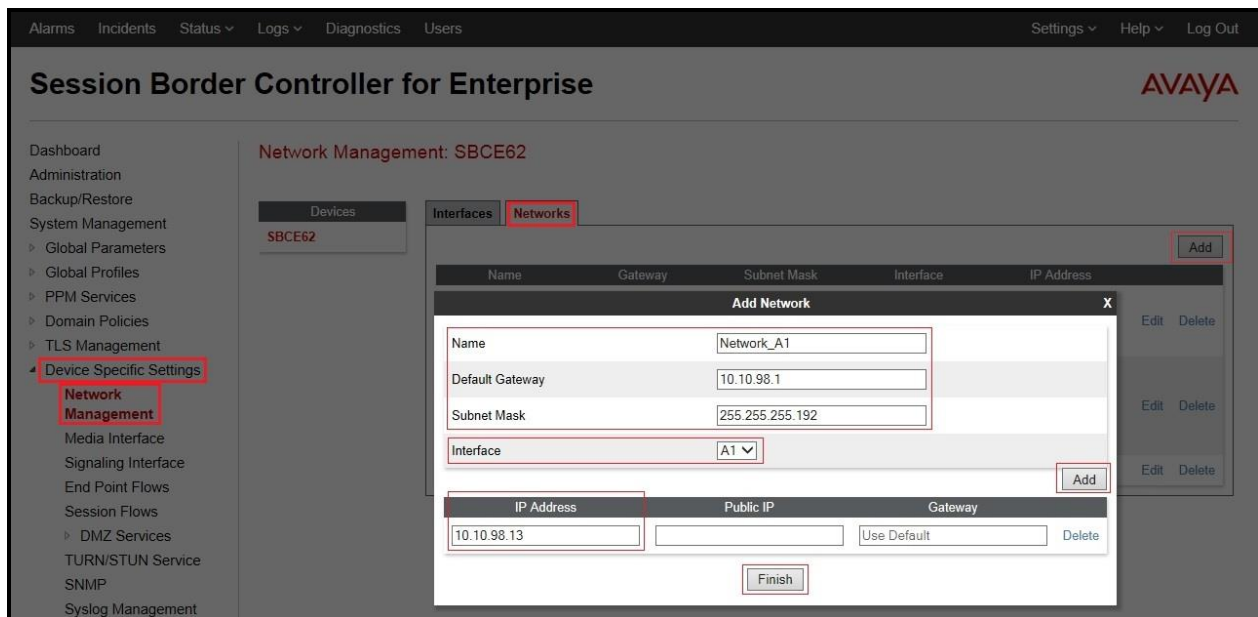 Alarms Incidents Status Logs Diagnostics Users Settings Help Log Out
Session Border Controller for Enterprise
AVAYA
Dashboard
Administration
Backup/Restore
System Management
Global Parameters
Global Profiles
PPM Services
Domain Policies
TLS Management
Device Specific Settings
Network
Management
Media Interface
Signaling Interface
End Point Flows
Session Flows
DMZ Services
TURN/STUN Service
SNMP
Syslog Management
Network Management: SBCE62
Devices
SBCE62
Interfaces Networks
Add
Name Gateway Subnet Mask Interface IP Address
Edit Delete
Edit Delete
Edit Delete
Add Network X
Name Network_A1
Default Gateway 10.10.98.1
Subnet Mask 255.255.255.192
Interface A1
Add
IP Address Public IP Gateway
10.10.98.13 Use Default Delete
Finish